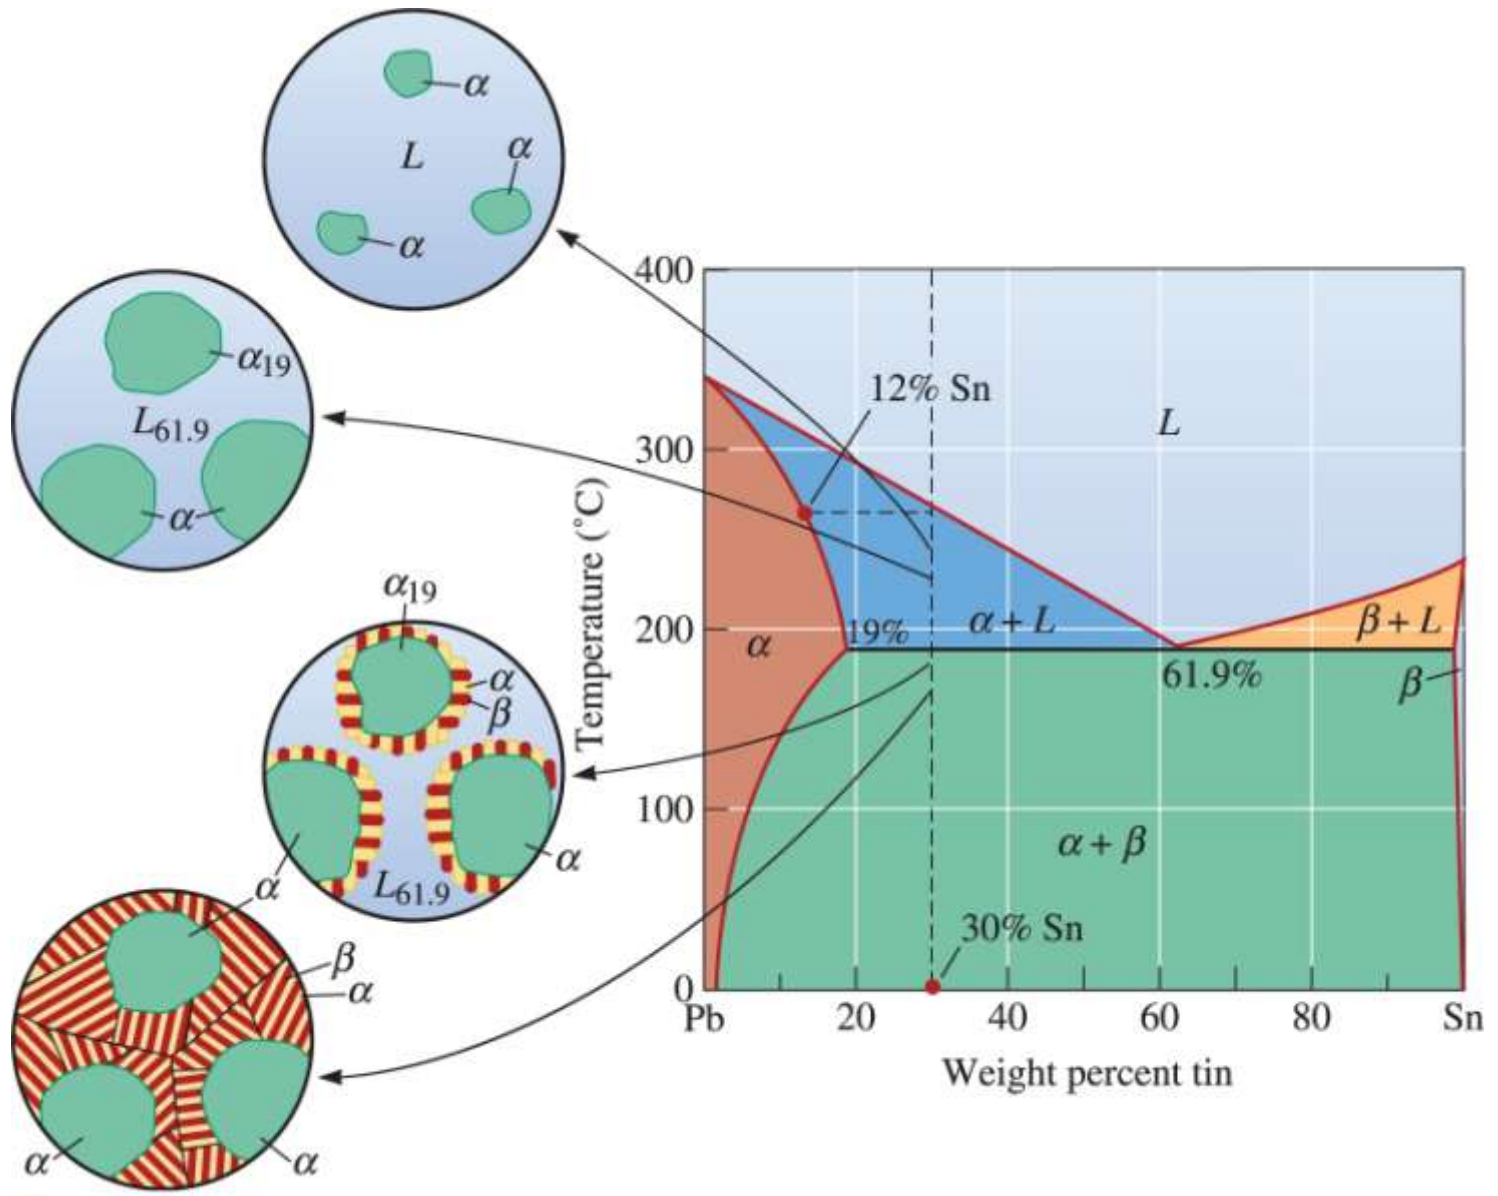 α
L
α
α
α₁₉
L₆₁.₉
α
α₁₉
α
β
α
L₆₁.₉
α
β
α
α
α
400
300
200
100
0
Temperature (°C)
12% Sn
L
α
19%
α + L
β + L
61.9%
β
α + β
30% Sn
Pb
20
40
60
80
Sn
Weight percent tin